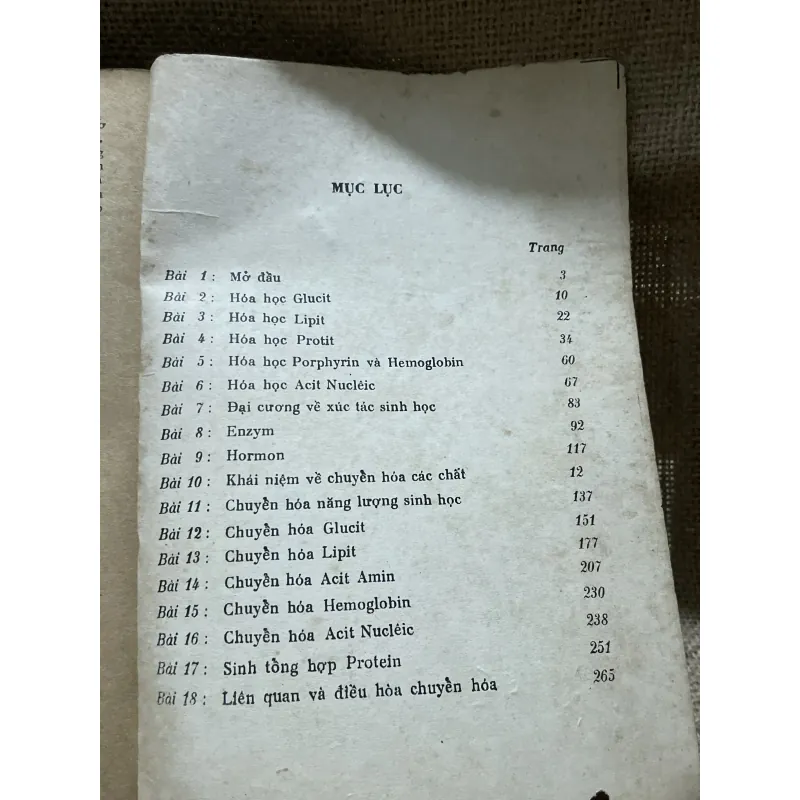 MỤC LỤC
Trang
Bài 1: Mở đầu 3
Bài 2: Hóa học Glucit 10
Bài 3: Hóa học Lipit 22
Bài 4: Hóa học Protit 34
Bài 5: Hóa học Porphyrin và Hemoglobin 60
Bài 6: Hóa học Acit Nucléic 67
Bài 7: Đại cương về xúc tác sinh học 83
Bài 8: Enzym 92
Bài 9: Hormon 117
Bài 10: Khái niệm về chuyển hóa các chất 12
Bài 11: Chuyển hóa năng lượng sinh học 137
Bài 12: Chuyển hóa Glucit 151
Bài 13: Chuyển hóa Lipit 177
Bài 14: Chuyển hóa Acit Amin 207
Bài 15: Chuyển hóa Hemoglobin 230
Bài 16: Chuyển hóa Acit Nucléic 238
Bài 17: Sinh tổng hợp Protein 251
Bài 18: Liên quan và điều hòa chuyển hóa 265